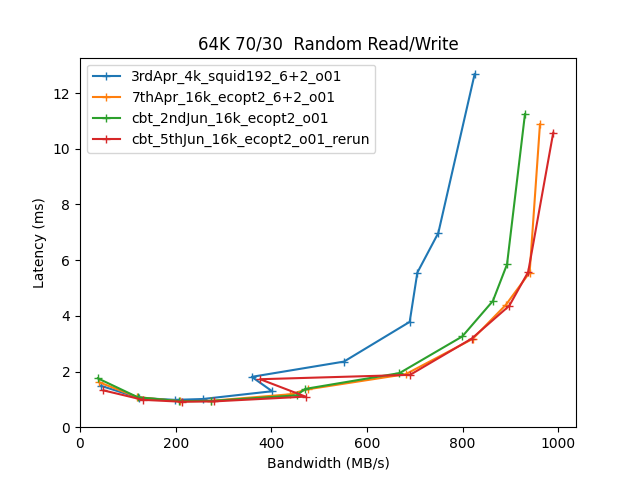 64K 70/30  Random Read/Write
3rdApr_4k_squid192_6+2_o01
7thApr_16k_ecopt2_6+2_o01
cbt_2ndJun_16k_ecopt2_o01
cbt_5thJun_16k_ecopt2_o01_rerun
Latency (ms)
12
10
8
6
4
2
0
0 200 400 600 800 1000
Bandwidth (MB/s)